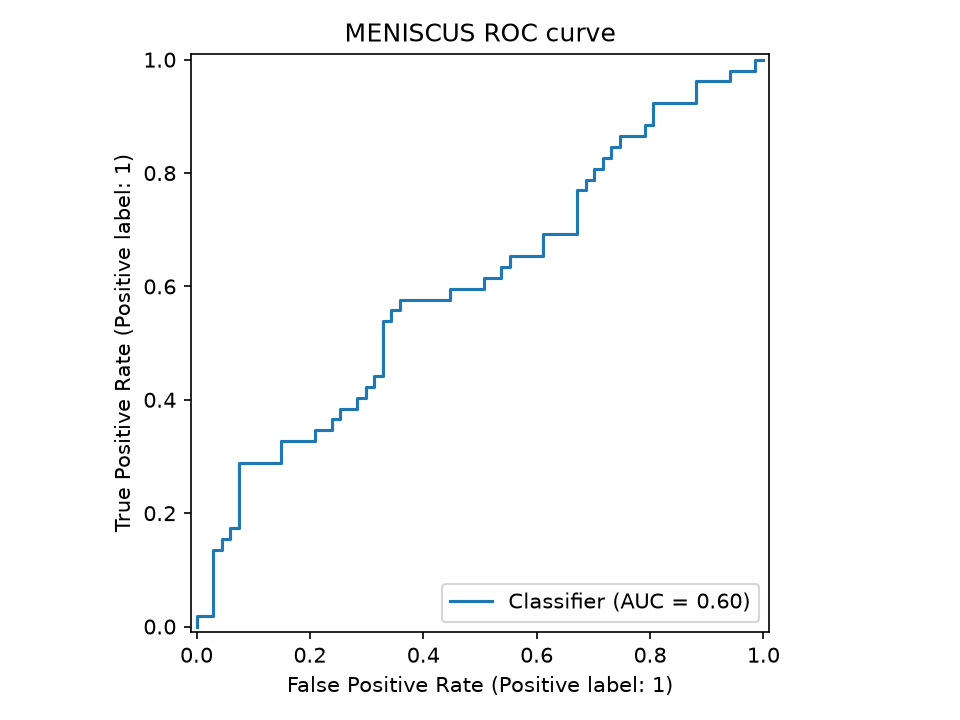 MENISCUS ROC curve
1.0
0.8
0.6
0.4
0.2
0.0
True Positive Rate (Positive label: 1)
Classifier (AUC = 0.60)
0.0 0.2 0.4 0.6 0.8 1.0
False Positive Rate (Positive label: 1)